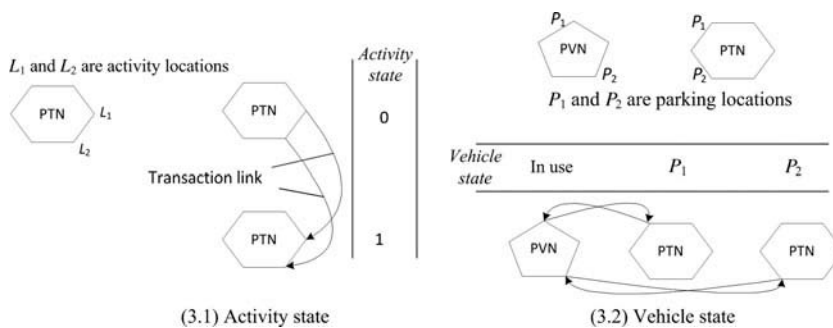 L1 and L2 are activity locations
PTN
L1
L2
PTN
Transaction link
PTN
Activity
state
0
1
(3.1) Activity state
P1
PVN
P2
P1
PTN
P2
P1 and P2 are parking locations
Vehicle
state
In use
P1
P2
PVN
PTN
PTN
(3.2) Vehicle state